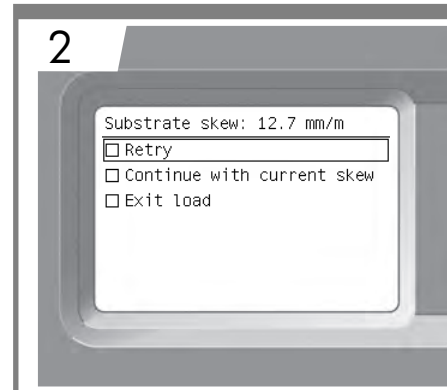 2
Substrate skew: 12.7 mm/m
Retry
Continue with current skew
Exit load